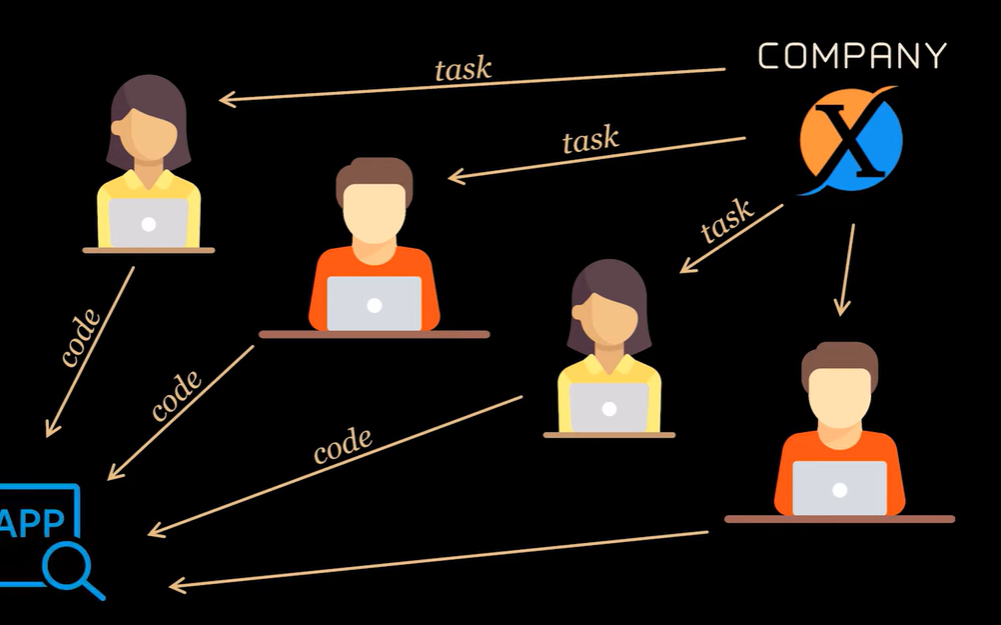 COMPANY
task
X
task
task
code
code
code
APP